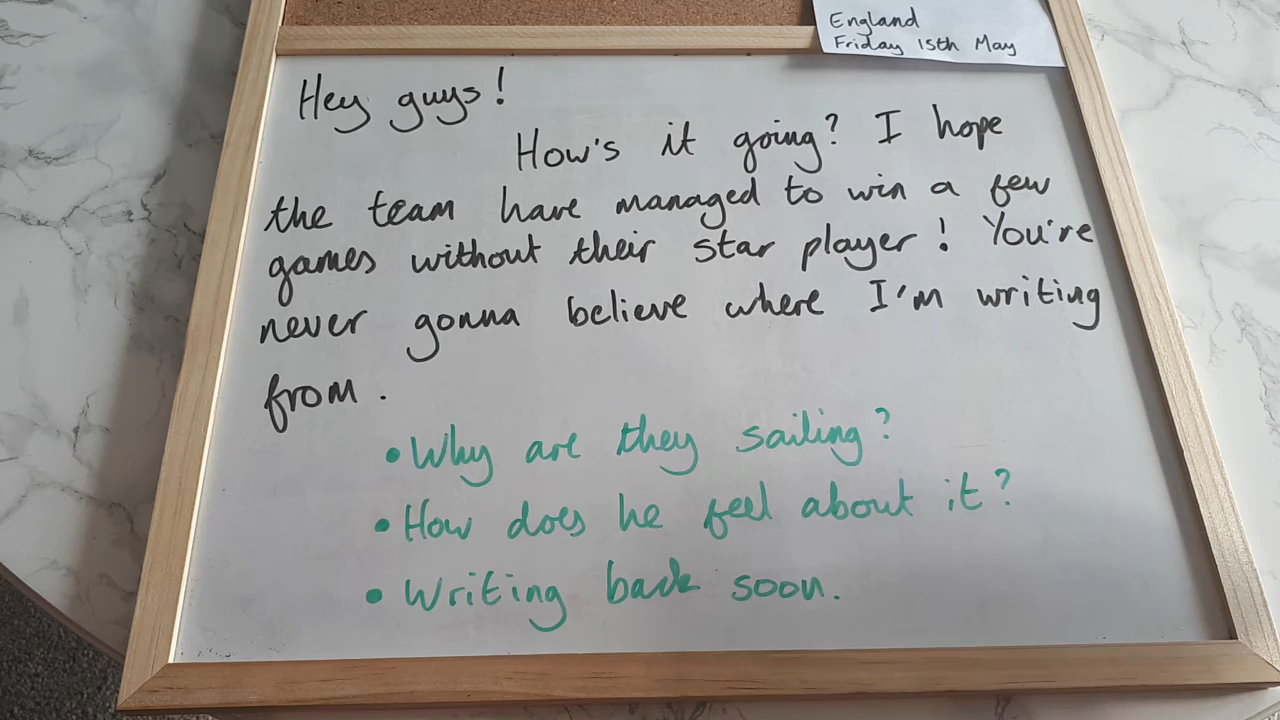 England
Friday 15th May
Hey guys!
How's it going? I hope
the team have managed to win a few
games without their star player! You're
never gonna believe where I'm writing
from.
• Why are they sailing?
• How does he feel about it?
• Writing back soon.